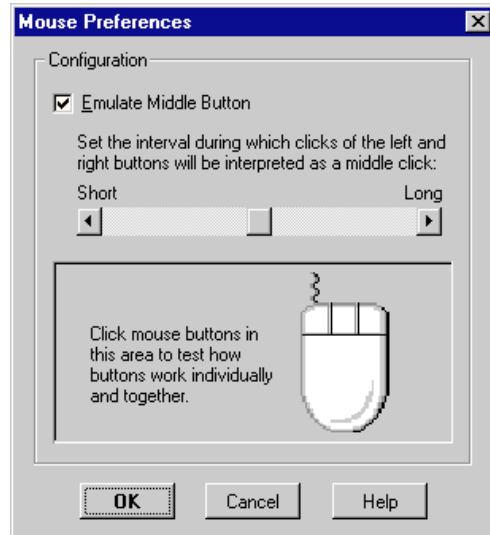 Mouse Preferences
Configuration
Emulate Middle Button
Set the interval during which clicks of the left and
right buttons will be interpreted as a middle click:
Short Long
Click mouse buttons in
this area to test how
buttons work individually
and together.
OK Cancel Help